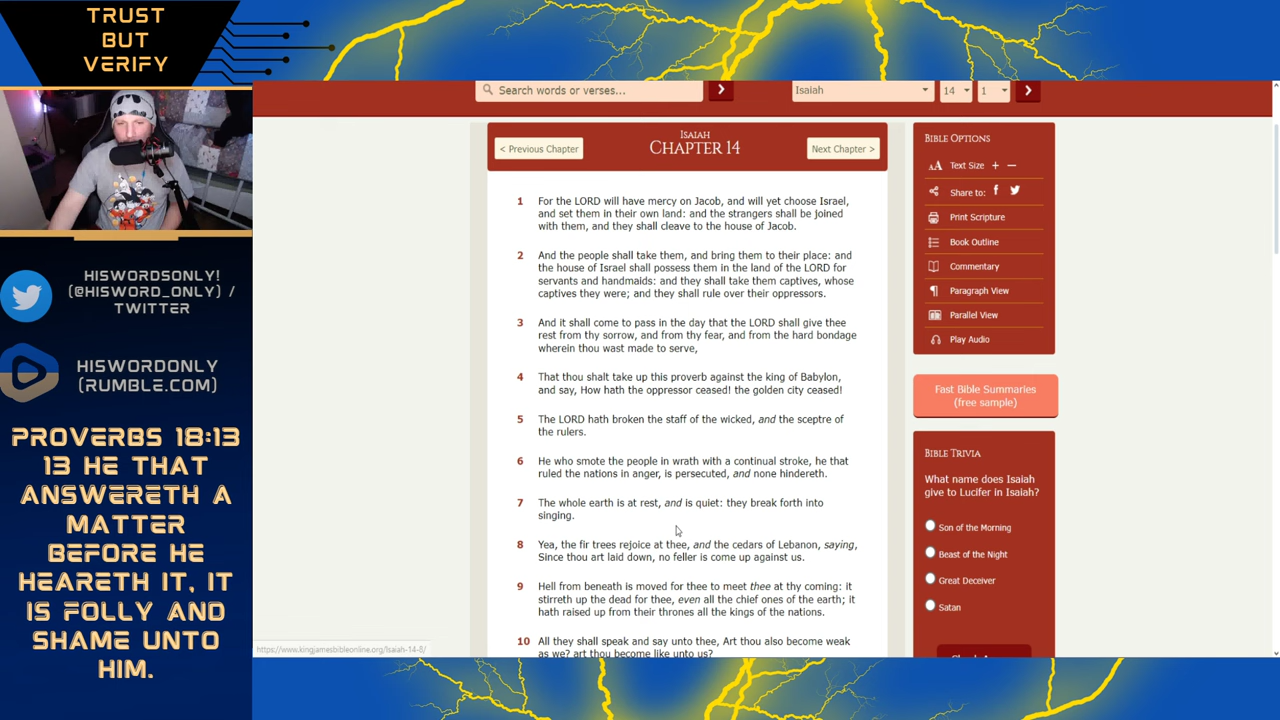 TRUST
BUT
VERIFY
HISWORDSONLY!
(@HISWORD_ONLY) /
TWITTER
HISWORDONLY
(RUMBLE.COM)
PROVERBS 18:13
13 HE THAT
ANSWERETH A
MATTER
BEFORE HE
HEARETH IT, IT
IS FOLLY AND
SHAME UNTO
HIM.
Search words or verses...
Isaiah
14
1
ISAIAH
CHAPTER 14
< Previous Chapter
Next Chapter >
1 For the LORD will have mercy on Jacob, and will yet choose Israel,
and set them in their own land: and the strangers shall be joined
with them, and they shall cleave to the house of Jacob.
2 And the people shall take them, and bring them to their place: and
the house of Israel shall possess them in the land of the LORD for
servants and handmaids: and they shall take them captives, whose
captives they were; and they shall rule over their oppressors.
3 And it shall come to pass in the day that the LORD shall give thee
rest from thy sorrow, and from thy fear, and from the hard bondage
wherein thou wast made to serve,
4 That thou shalt take up this proverb against the king of Babylon,
and say, How hath the oppressor ceased! the golden city ceased!
5 The LORD hath broken the staff of the wicked, and the sceptre of
the rulers.
6 He who smote the people in wrath with a continual stroke, he that
ruled the nations in anger, is persecuted, and none hindereth.
7 The whole earth is at rest, and is quiet: they break forth into
singing.
8 Yea, the fir trees rejoice at thee, and the cedars of Lebanon, saying,
Since thou art laid down, no feller is come up against us.
9 Hell from beneath is moved for thee to meet thee at thy coming: it
stirreth up the dead for thee, even all the chief ones of the earth; it
hath raised up from their thrones all the kings of the nations.
10 All they shall speak and say unto thee, Art thou also become weak
as we? art thou become like unto us?
BIBLE OPTIONS
AA Text Size + −
Share to:
Print Scripture
Book Outline
Commentary
Paragraph View
Parallel View
Play Audio
Fast Bible Summaries
(free sample)
BIBLE TRIVIA
What name does Isaiah
give to Lucifer in Isaiah?
Son of the Morning
Beast of the Night
Great Deceiver
Satan
https://www.kingjamesbibleonline.org/Isaiah-14-8/